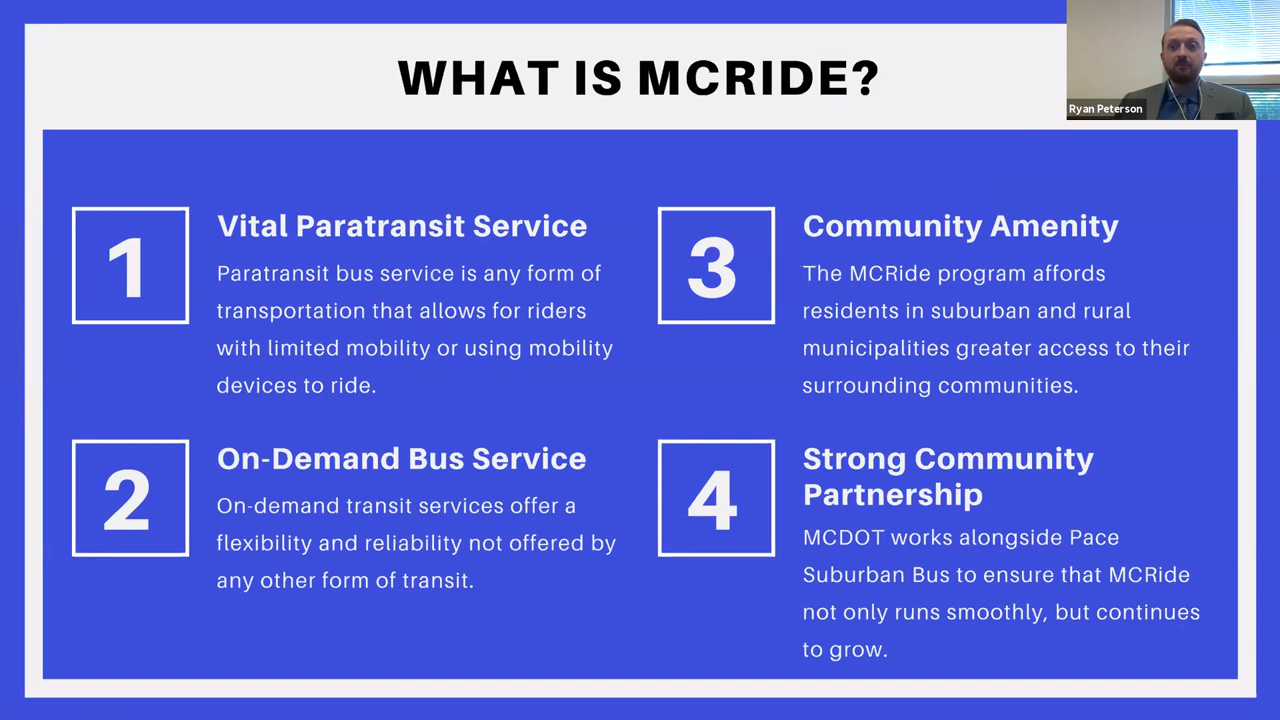 WHAT IS MCRIDE?
Ryan Peterson
1
Vital Paratransit Service
Paratransit bus service is any form of
transportation that allows for riders
with limited mobility or using mobility
devices to ride.
2
On-Demand Bus Service
On-demand transit services offer a
flexibility and reliability not offered by
any other form of transit.
3
Community Amenity
The MCRide program affords
residents in suburban and rural
municipalities greater access to their
surrounding communities.
4
Strong Community
Partnership
MCDOT works alongside Pace
Suburban Bus to ensure that MCRide
not only runs smoothly, but continues
to grow.